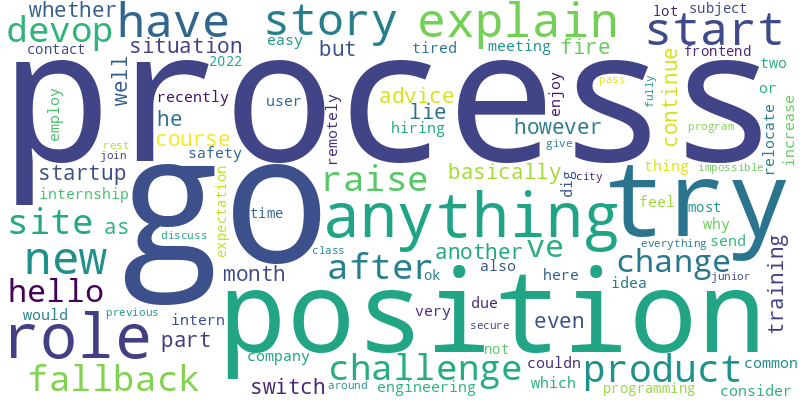 whether have story explain lot subject start
devop situation easy but tired meeting fire frontend
contact 2022 process two
employ well recently user advice lie enjoy pass fully continue or
he hiring however program increase
rest join course safety remotely basically give relocate
startup raise thing impossible
internship expectation go anything dig city try feel most
site as time another ve why send
discuss class also everything
new month after ok here idea change junior training
hello position
would previous intern very due even
role part not secure
company challenge couldn product common
fallback switch around engineering which programming consider